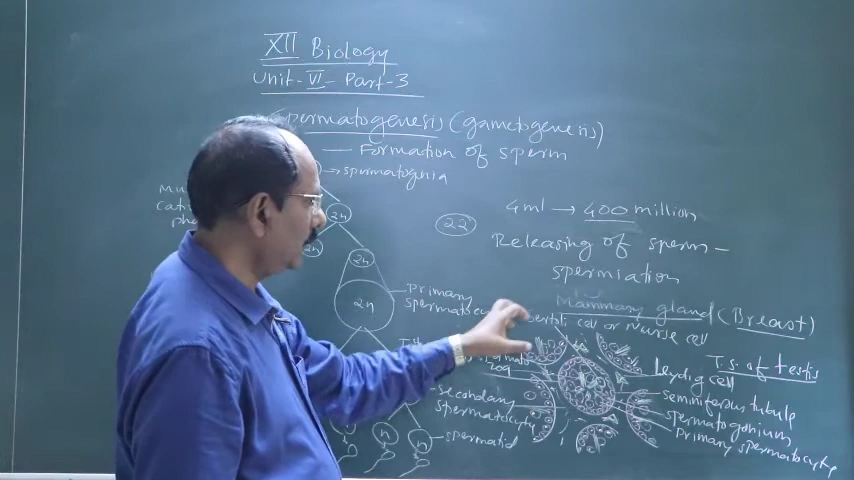 XII Biology
Unit-VI- Part-3
Spermatogenesis (gametogenesis)
— Formation of sperm
→ spermatogonia
2n
2n
2n
2n
Primary
spermatocy
secondary
spermatocyte
n
n
spermatid
22
4ml → 400 million
Releasing of sperm –
spermiation
Mammary gland (Breast)
sertoli cell or Nurse cell
T.s. of testis
Leydig cell
seminiferous tubule
spermatogonium
Primary spermatocyte